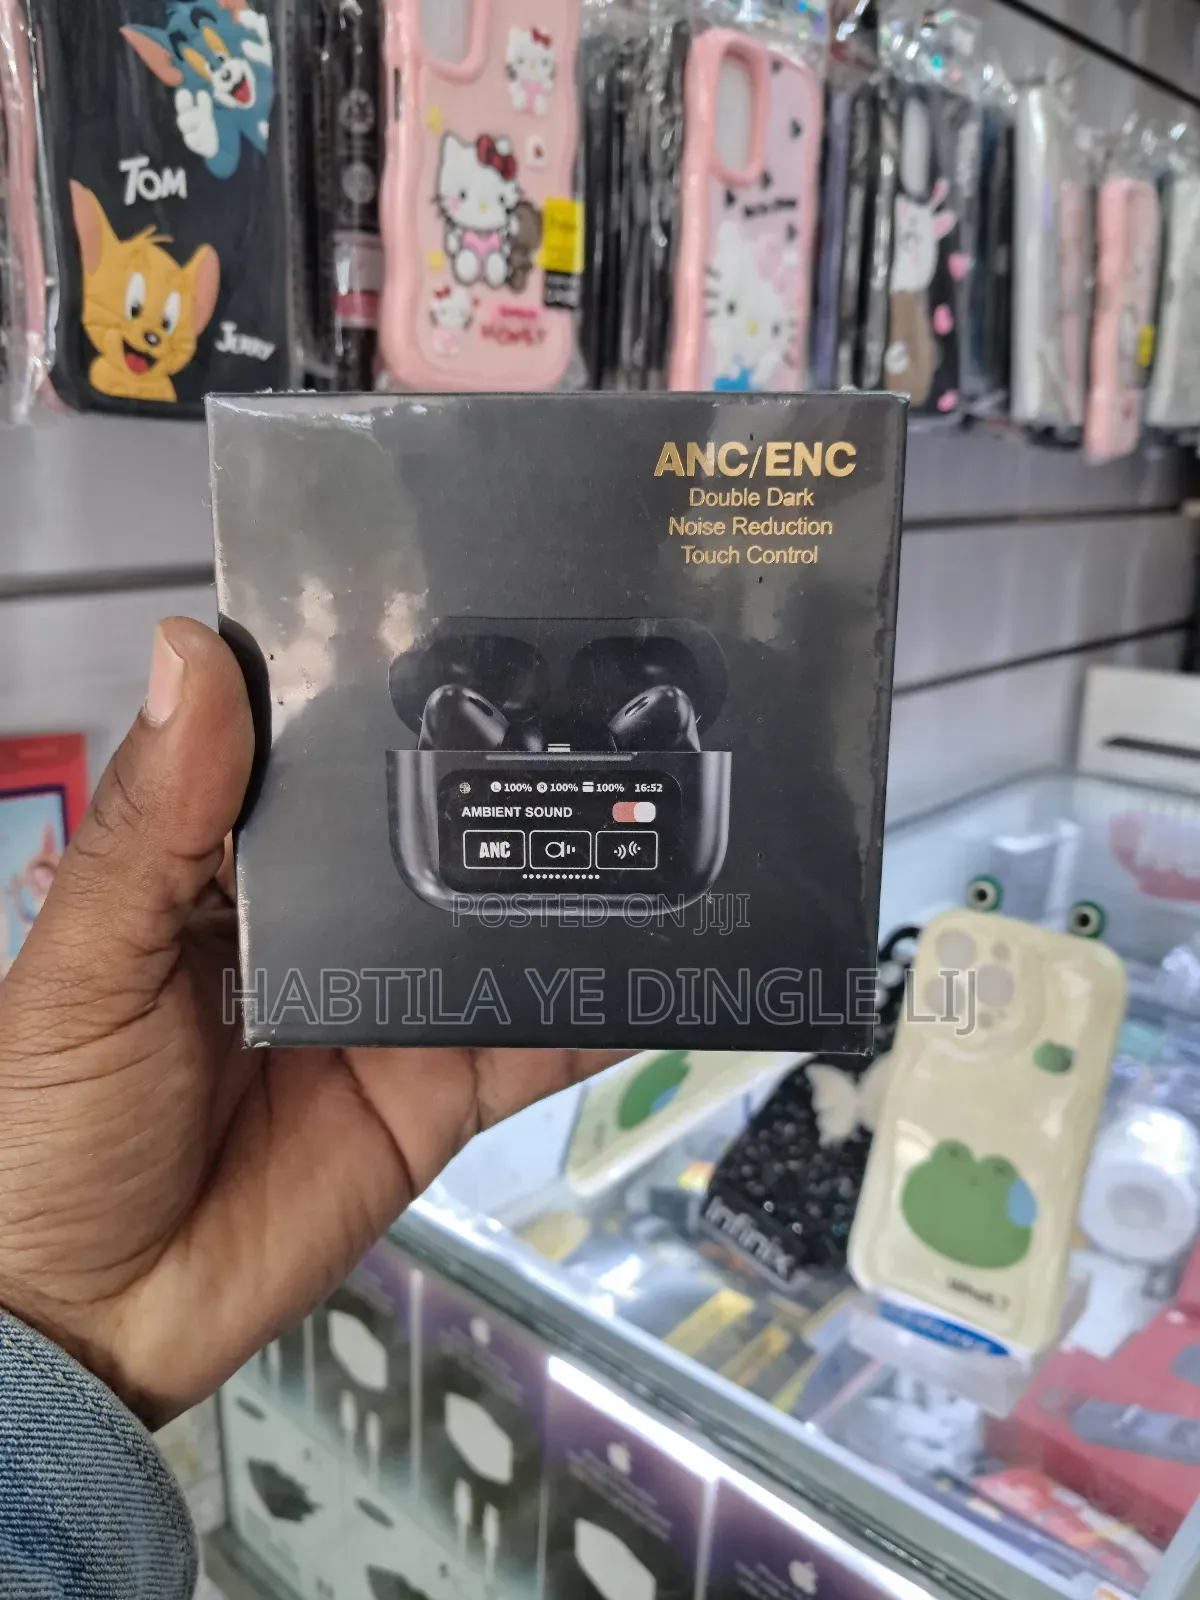 TOM
JERRY
ANC/ENC
Double Dark
Noise Reduction
Touch Control
100% 100% 100% 16:52
AMBIENT SOUND
ANC
POSTED ON JIJI
HABTILA YE DINGLE LIJ
Infinix